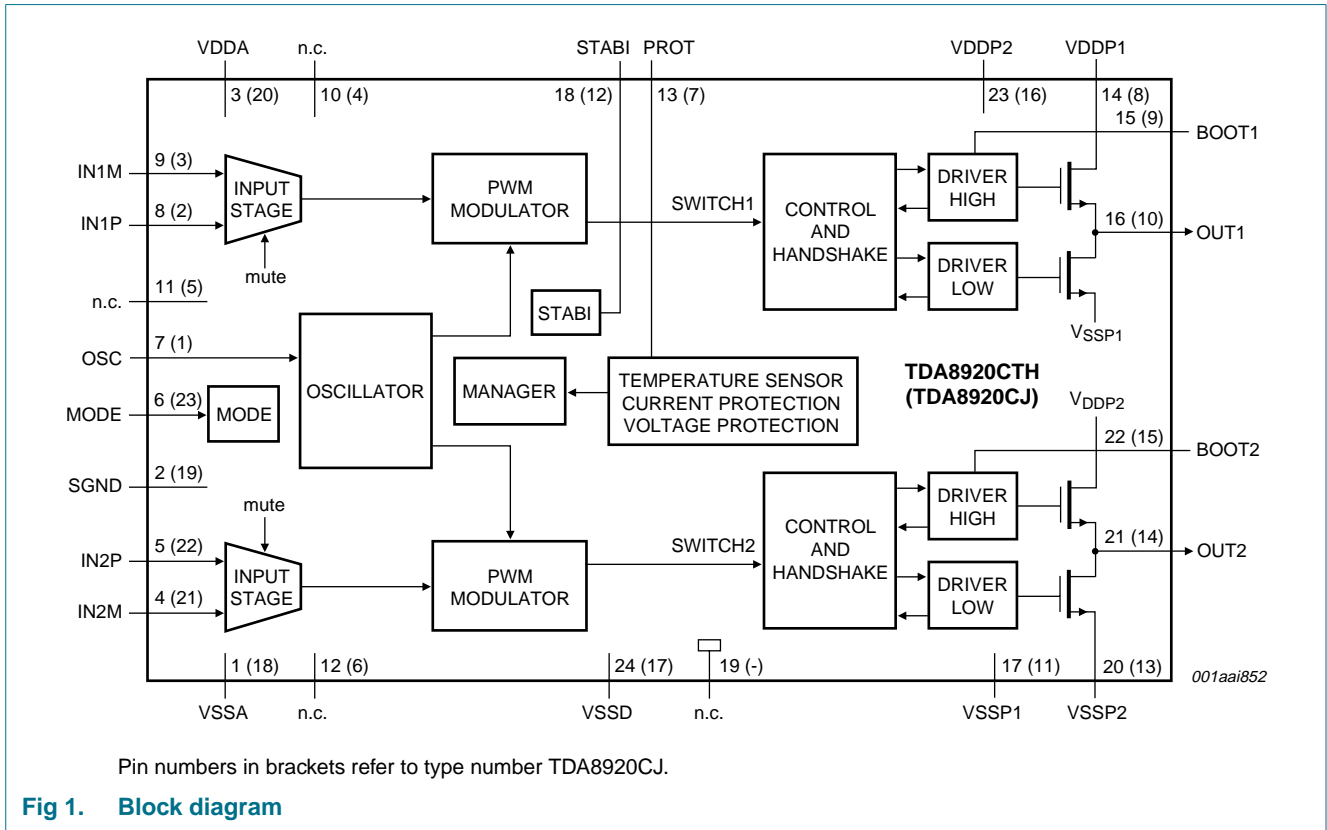 VDDA n.c. STABI PROT VDDP2 VDDP1
3 (20) 10 (4) 18 (12) 13 (7) 23 (16) 14 (8)
15 (9) BOOT1
IN1M 9 (3)
INPUT
STAGE
PWM
MODULATOR
DRIVER
HIGH
IN1P 8 (2)
SWITCH1
CONTROL
AND
HANDSHAKE
16 (10) OUT1
mute
DRIVER
LOW
n.c. 11 (5)
STABI
VSSP1
OSC 7 (1)
OSCILLATOR
MANAGER
TEMPERATURE SENSOR
CURRENT PROTECTION
VOLTAGE PROTECTION
TDA8920CTH
(TDA8920CJ)
MODE 6 (23) MODE
VDDP2
22 (15) BOOT2
SGND 2 (19)
mute
DRIVER
HIGH
IN2P 5 (22)
INPUT
STAGE
PWM
MODULATOR
SWITCH2
CONTROL
AND
HANDSHAKE
21 (14) OUT2
IN2M 4 (21)
DRIVER
LOW
1 (18) 12 (6) 24 (17) 19 (-) 17 (11) 20 (13)
001aai852
VSSA n.c. VSSD n.c. VSSP1 VSSP2
Pin numbers in brackets refer to type number TDA8920CJ.
Fig 1. Block diagram